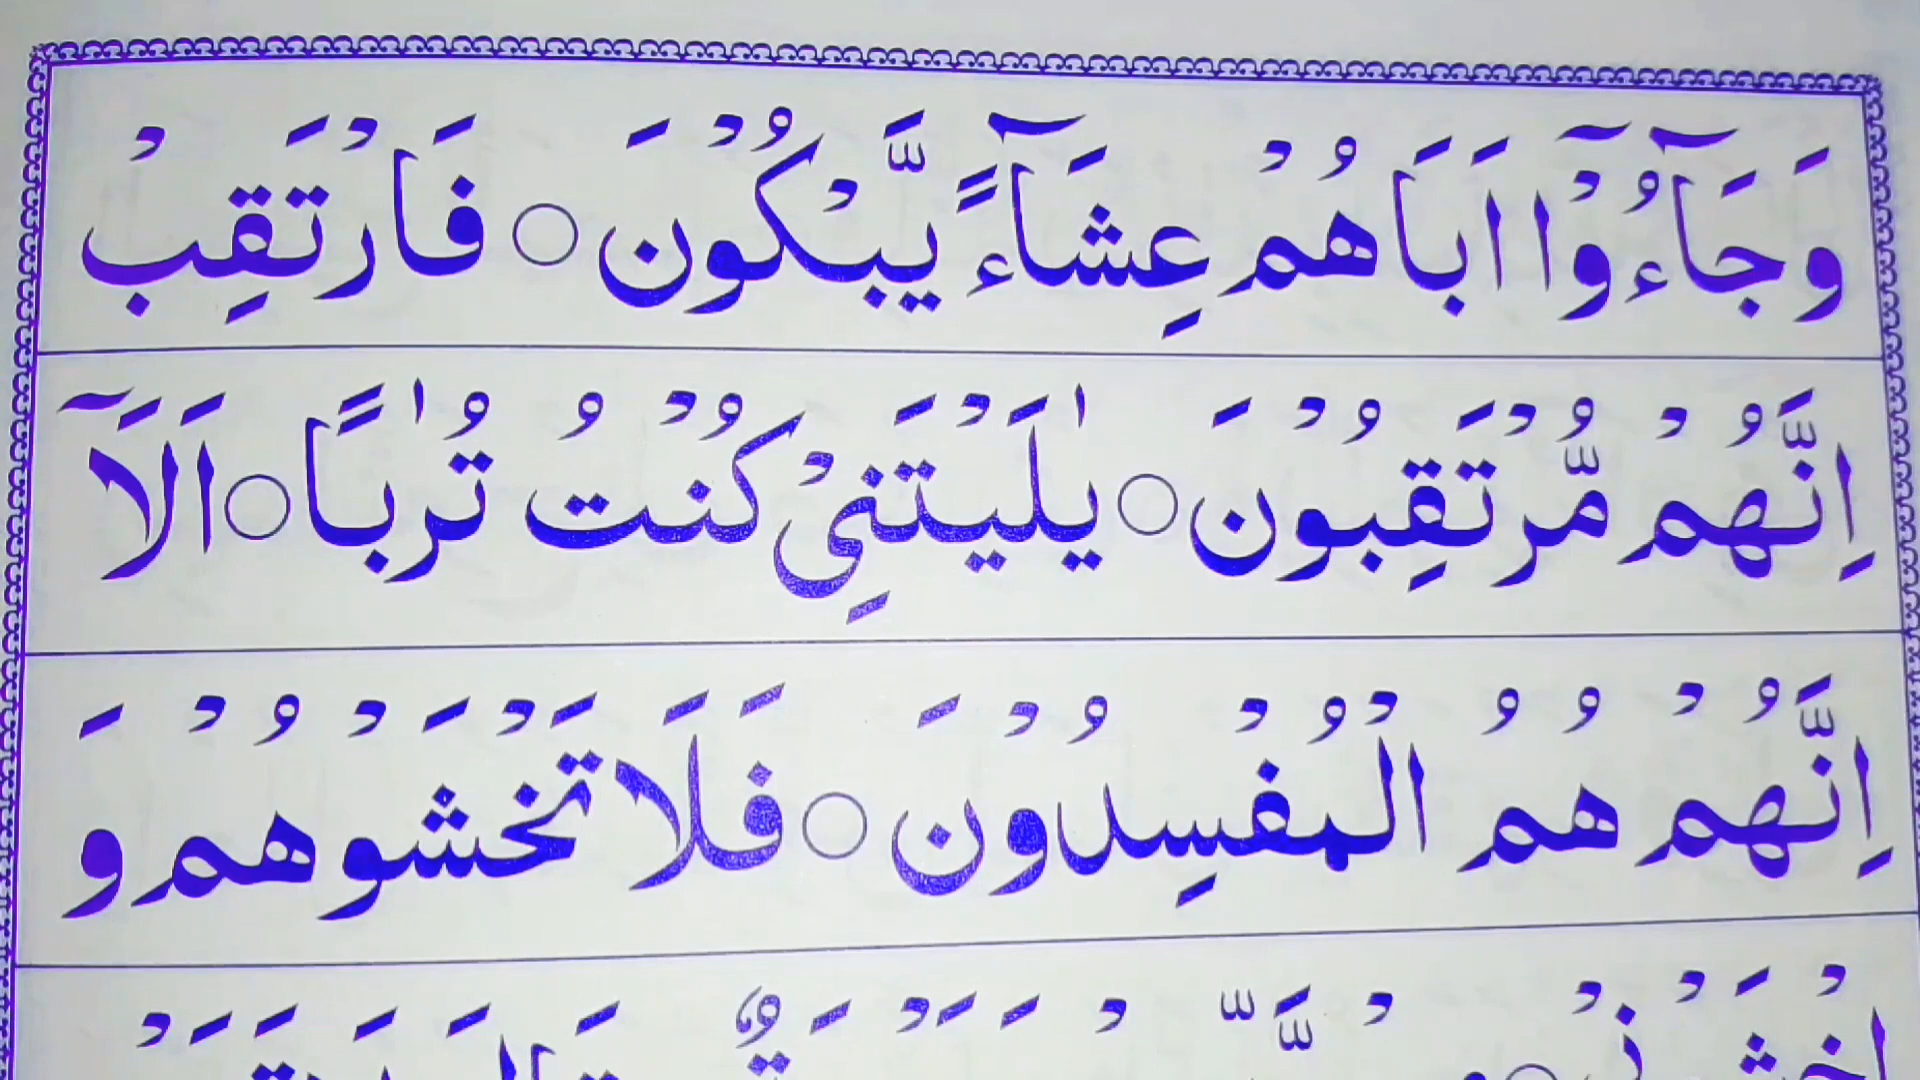 وَجَآءُوْٓا اَبَاهُمْ عِشَآءً يَّبْكُوْنَ ○ فَارْتَقِبْ
اِنَّهُمْ مُّرْتَقِبُوْنَ ○ يٰلَيْتَنِيْ كُنْتُ تُرٰبًا ○ اَلَآ
اِنَّهُمْ هُمُ الْمُفْسِدُوْنَ ○ فَلَا تَخْشَوْهُمْ وَ